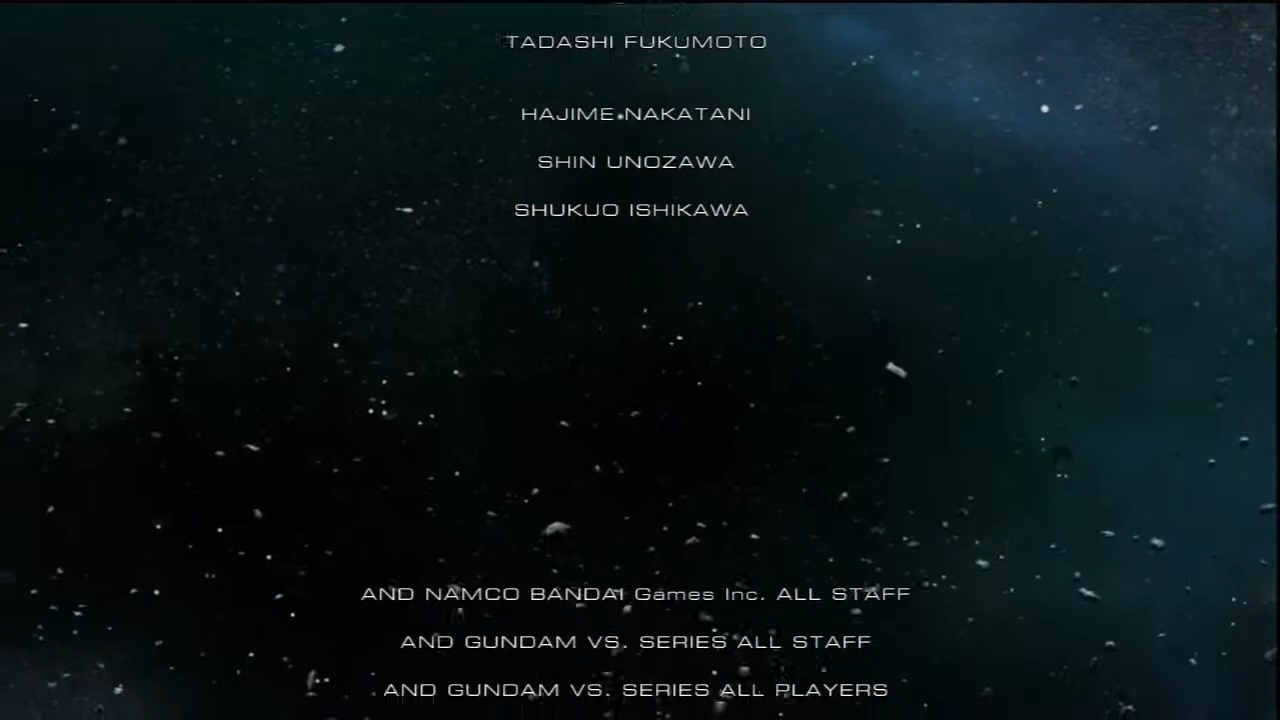 TADASHI FUKUMOTO
HAJIME NAKATANI
SHIN UNOZAWA
SHUKUO ISHIKAWA
AND NAMCO BANDAI Games Inc. ALL STAFF
AND GUNDAM VS. SERIES ALL STAFF
AND GUNDAM VS. SERIES ALL PLAYERS